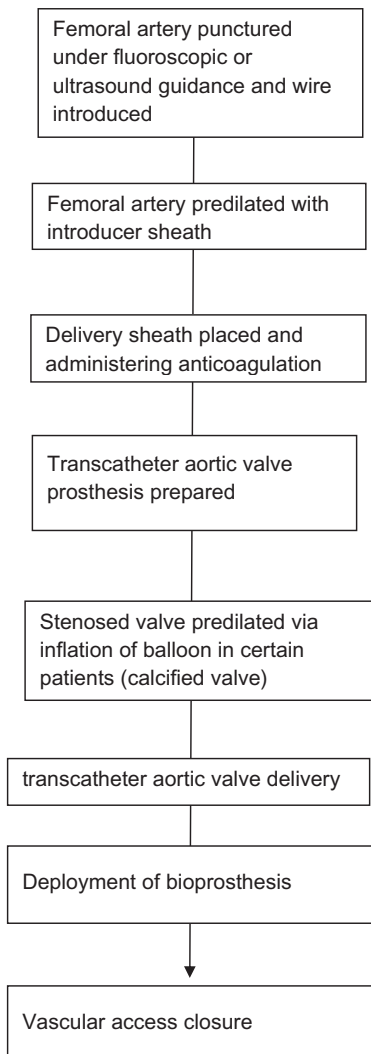 Femoral artery punctured
under fluoroscopic or
ultrasound guidance and wire
introduced
Femoral artery predilated with
introducer sheath
Delivery sheath placed and
administering anticoagulation
Transcatheter aortic valve
prosthesis prepared
Stenosed valve predilated via
inflation of balloon in certain
patients (calcified valve)
transcatheter aortic valve delivery
Deployment of bioprosthesis
Vascular access closure